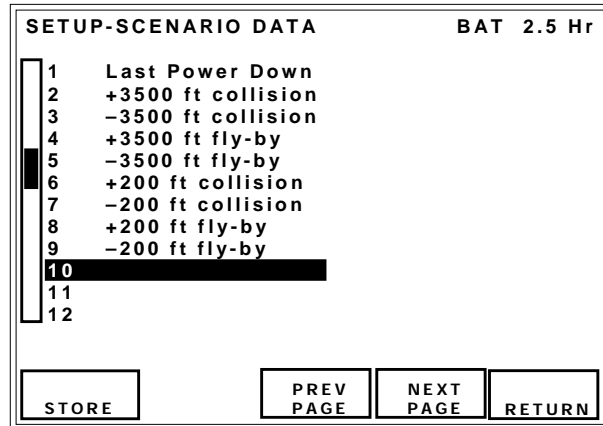 SETUP-SCENARIO DATA BAT 2.5 Hr
1 Last Power Down
2 +3500 ft collision
3 –3500 ft collision
4 +3500 ft fly-by
5 –3500 ft fly-by
6 +200 ft collision
7 –200 ft collision
8 +200 ft fly-by
9 –200 ft fly-by
10
11
12
STORE
PREV PAGE
NEXT PAGE
RETURN